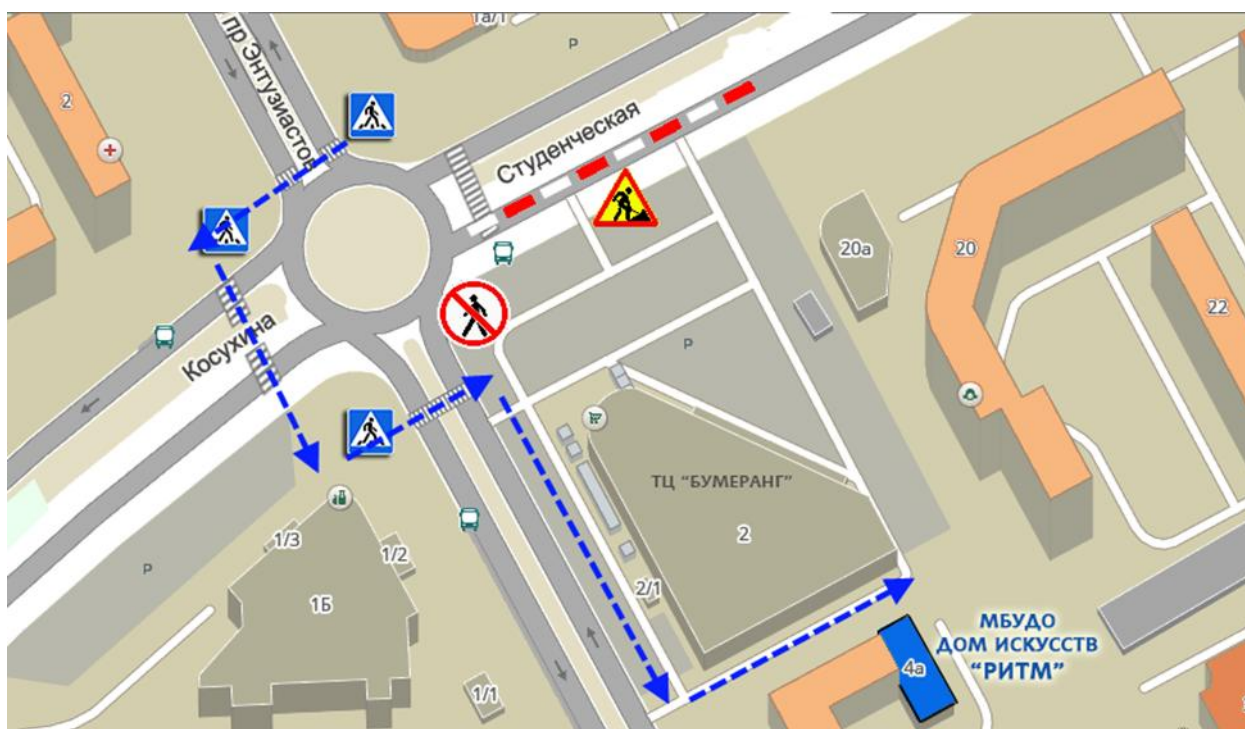 1а/1
пр Энтузиастов
P
2
Студенческая
20а
20
22
Косухина
P
ТЦ "БУМЕРАНГ"
2
1/3
1/2
P
1Б
2/1
1/1
МБУДО
ДОМ ИСКУССТВ
"РИТМ"
4а